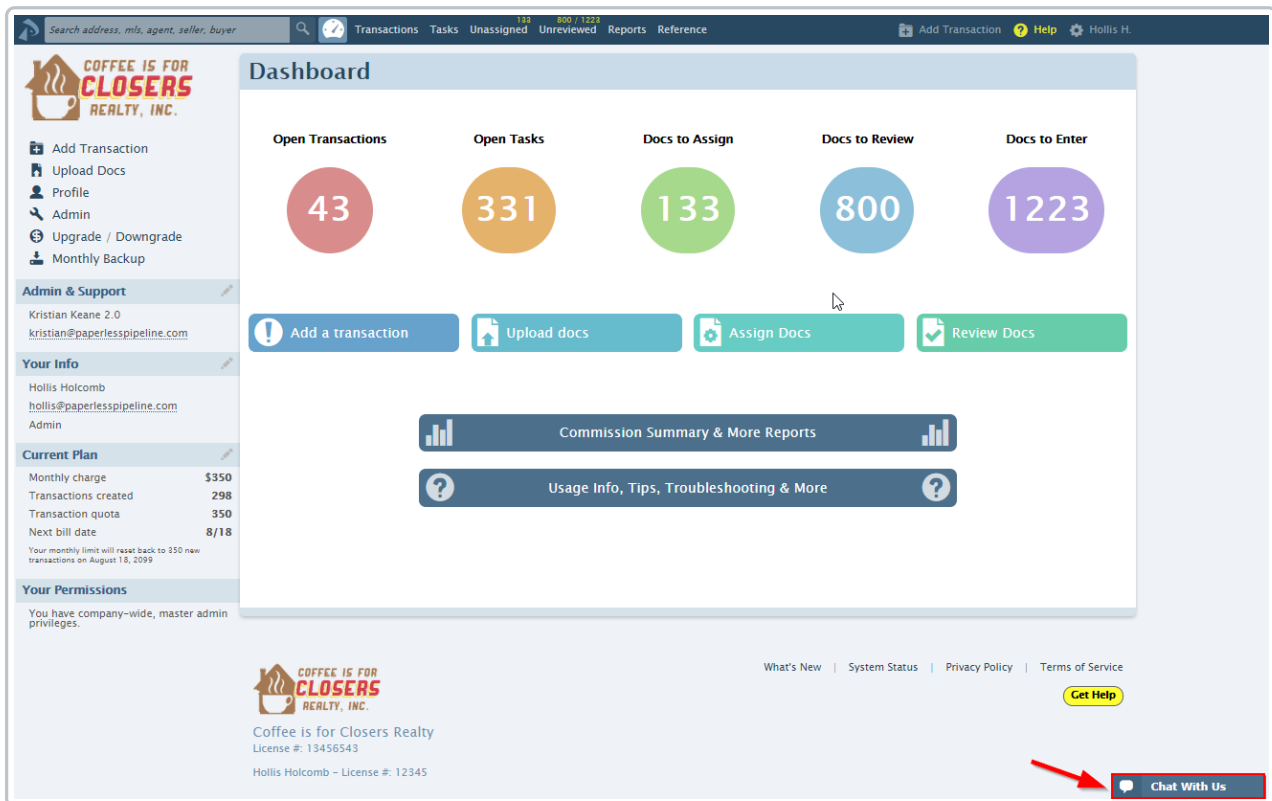 Search address, mls, agent, seller, buyer
Transactions
Tasks
133
Unassigned
800 / 1223
Unreviewed
Reports
Reference
Add Transaction
Help
Hollis H.
COFFEE IS FOR
CLOSERS
REALTY, INC.
Add Transaction
Upload Docs
Profile
Admin
Upgrade / Downgrade
Monthly Backup
Admin & Support
Kristian Keane 2.0
kristian@paperlesspipeline.com
Your Info
Hollis Holcomb
hollis@paperlesspipeline.com
Admin
Current Plan
Monthly charge $350
Transactions created 298
Transaction quota 350
Next bill date 8/18
Your monthly limit will reset back to 350 new
transactions on August 18, 2099
Your Permissions
You have company-wide, master admin
privileges.
Dashboard
Open Transactions
Open Tasks
Docs to Assign
Docs to Review
Docs to Enter
43
331
133
800
1223
Add a transaction
Upload docs
Assign Docs
Review Docs
Commission Summary & More Reports
Usage Info, Tips, Troubleshooting & More
COFFEE IS FOR
CLOSERS
REALTY, INC.
Coffee is for Closers Realty
License #: 13456543
Hollis Holcomb - License #: 12345
What's New | System Status | Privacy Policy | Terms of Service
Get Help
Chat With Us